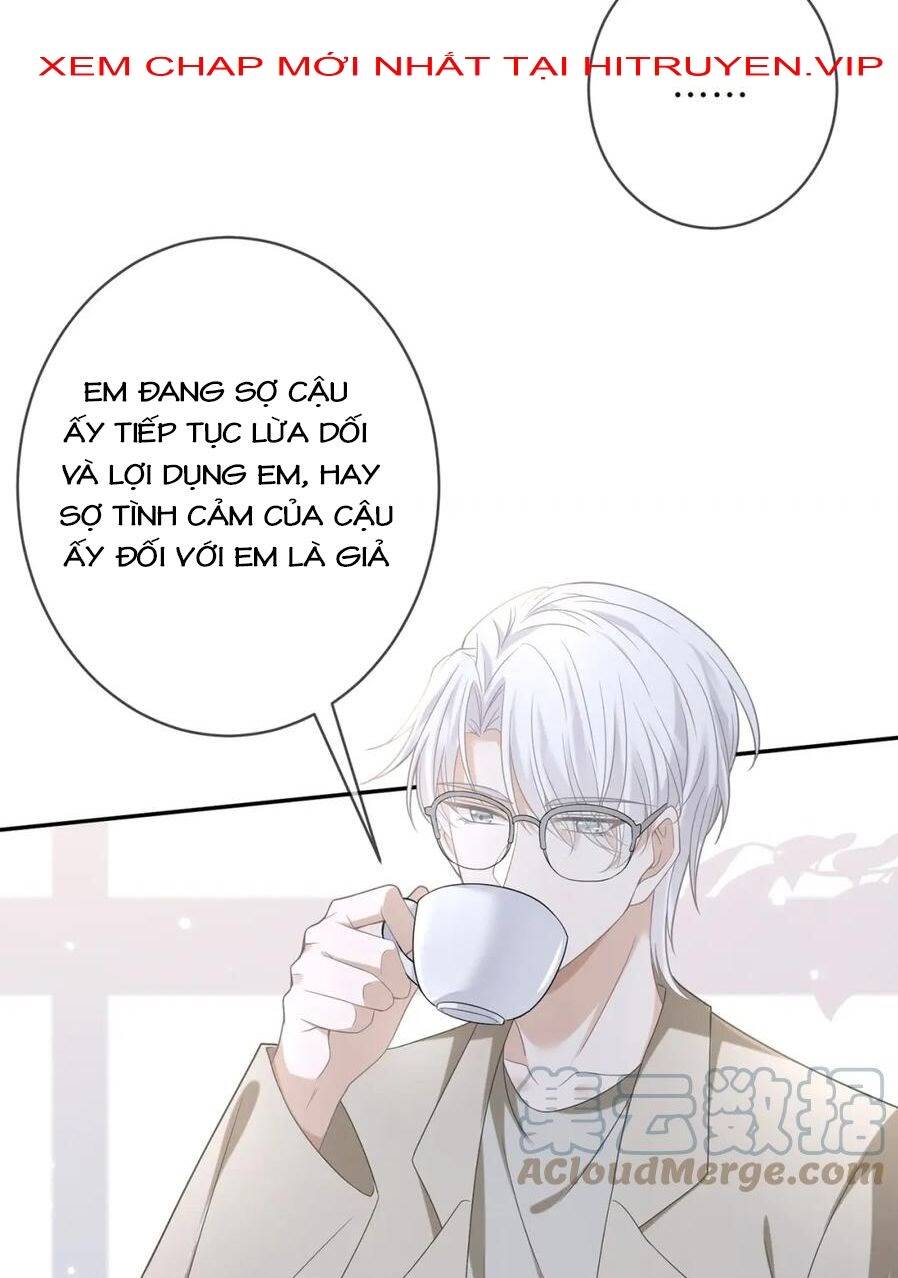 XEM CHAP MỚI NHẤT TẠI HITRUYEN.VIP
......
EM ĐANG SỢ CẬU
ẤY TIẾP TỤC LỪA DỐI
VÀ LỢI DỤNG EM, HAY
SỢ TÌNH CẢM CỦA CẬU
ẤY ĐỐI VỚI EM LÀ GIẢ
集云数据
ACloudMerge.com